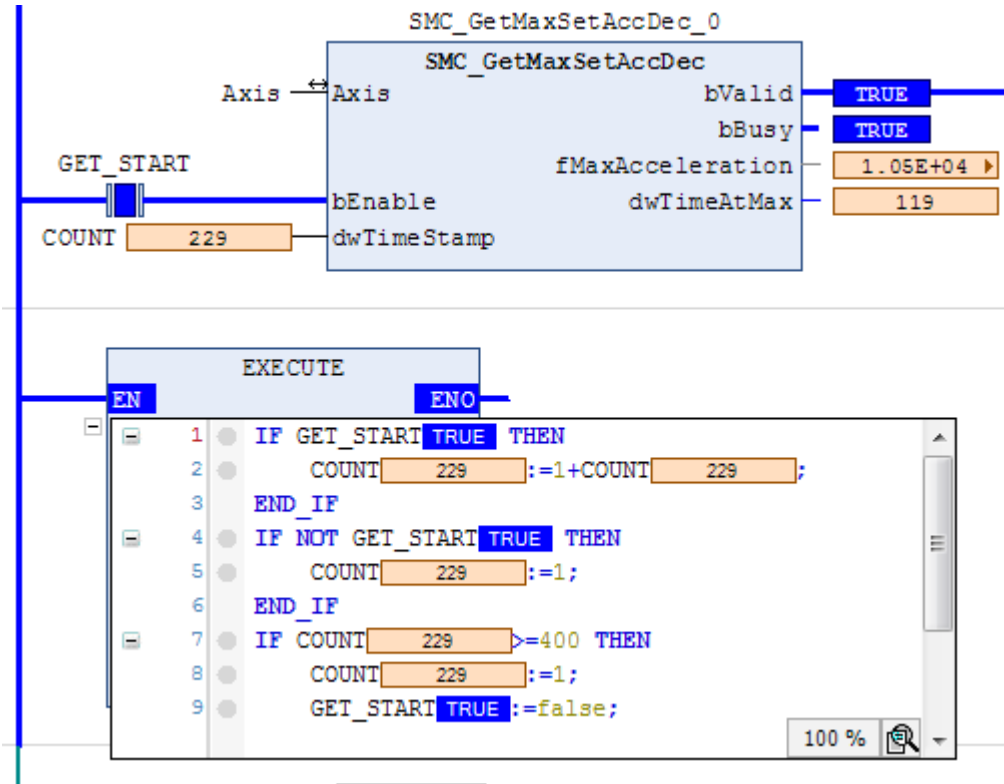 SMC_GetMaxSetAccDec_0
SMC_GetMaxSetAccDec
Axis Axis bValid TRUE
bBusy TRUE
GET_START fMaxAcceleration 1.05E+04
bEnable dwTimeAtMax 119
COUNT 229 dwTimeStamp
EXECUTE
EN ENO
1 IF GET_START TRUE THEN
2 COUNT 229 :=1+COUNT 229 ;
3 END_IF
4 IF NOT GET_START TRUE THEN
5 COUNT 229 :=1;
6 END_IF
7 IF COUNT 229 >=400 THEN
8 COUNT 229 :=1;
9 GET_START TRUE :=false;
100 %